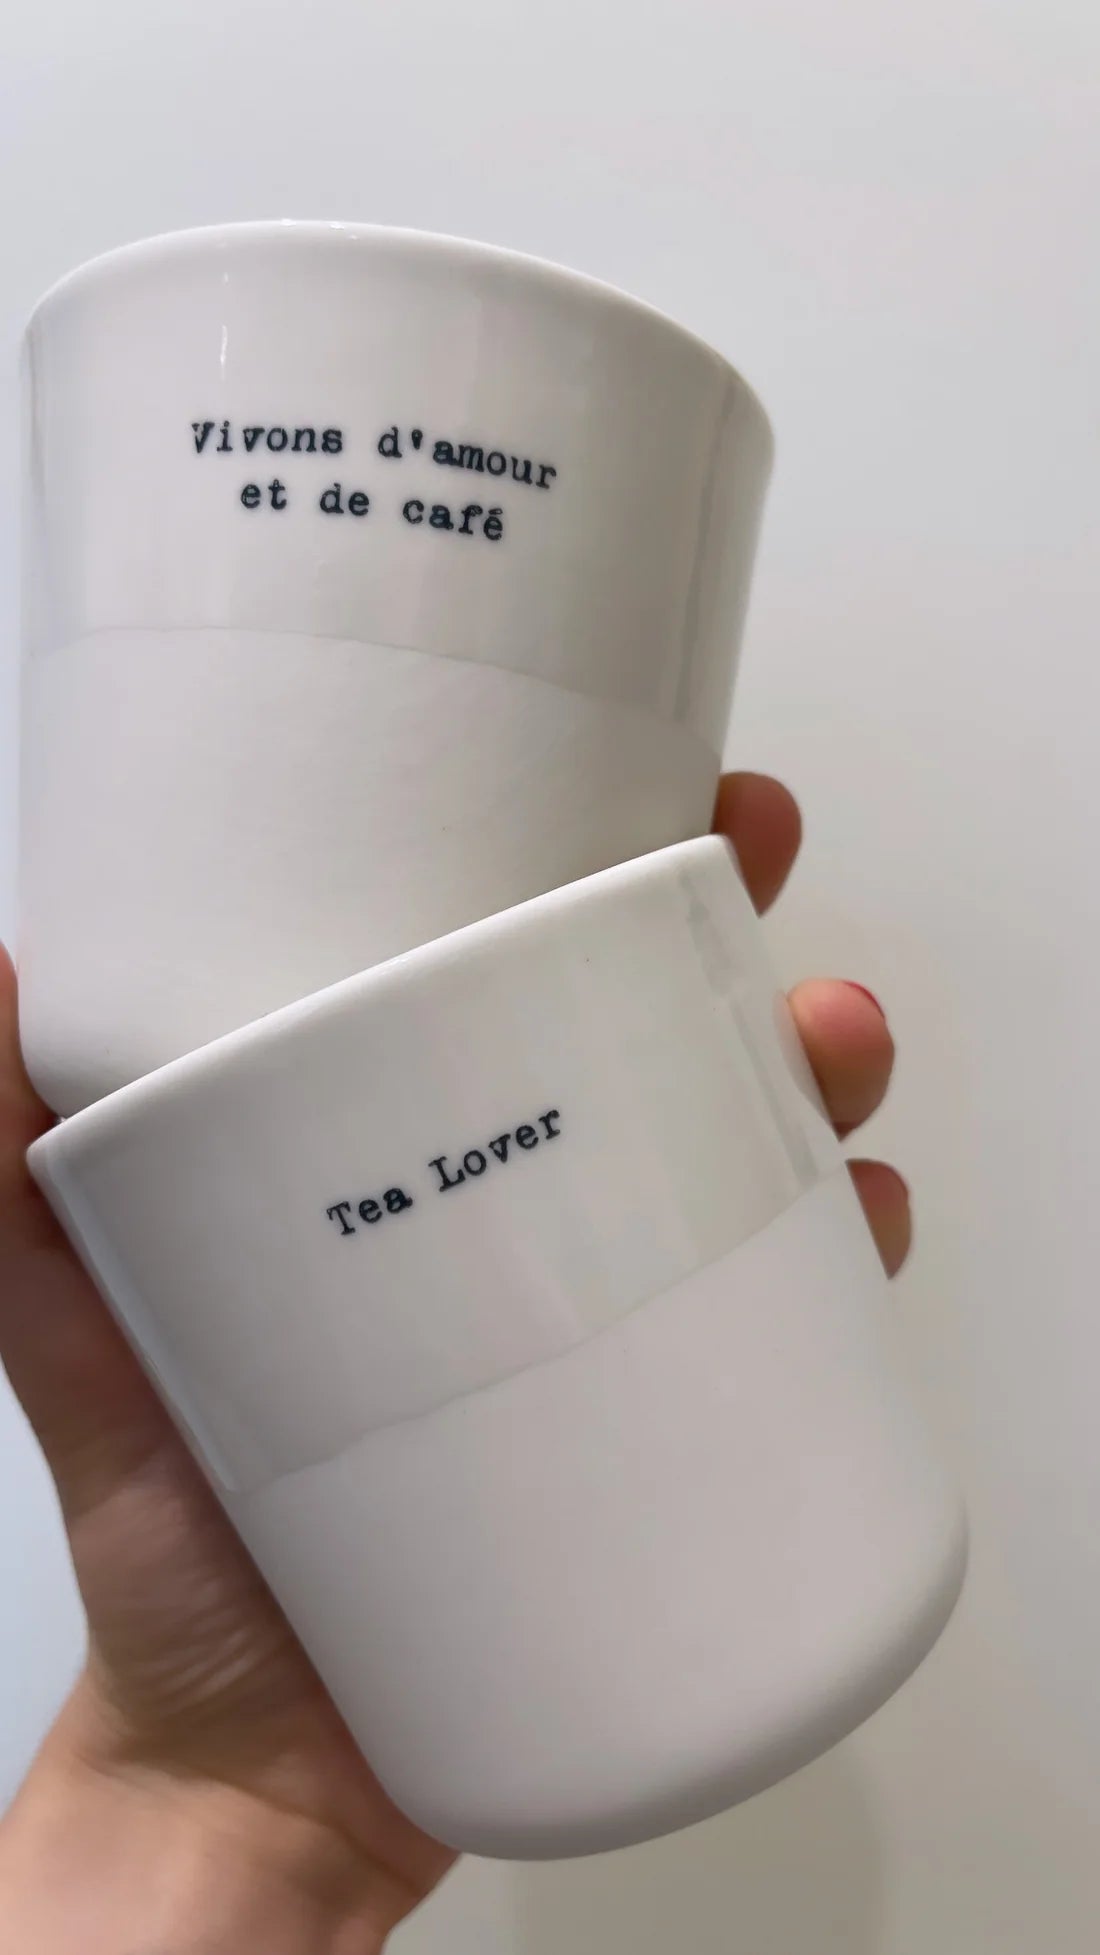 Vivons d'amour
et de café
Tea Lover